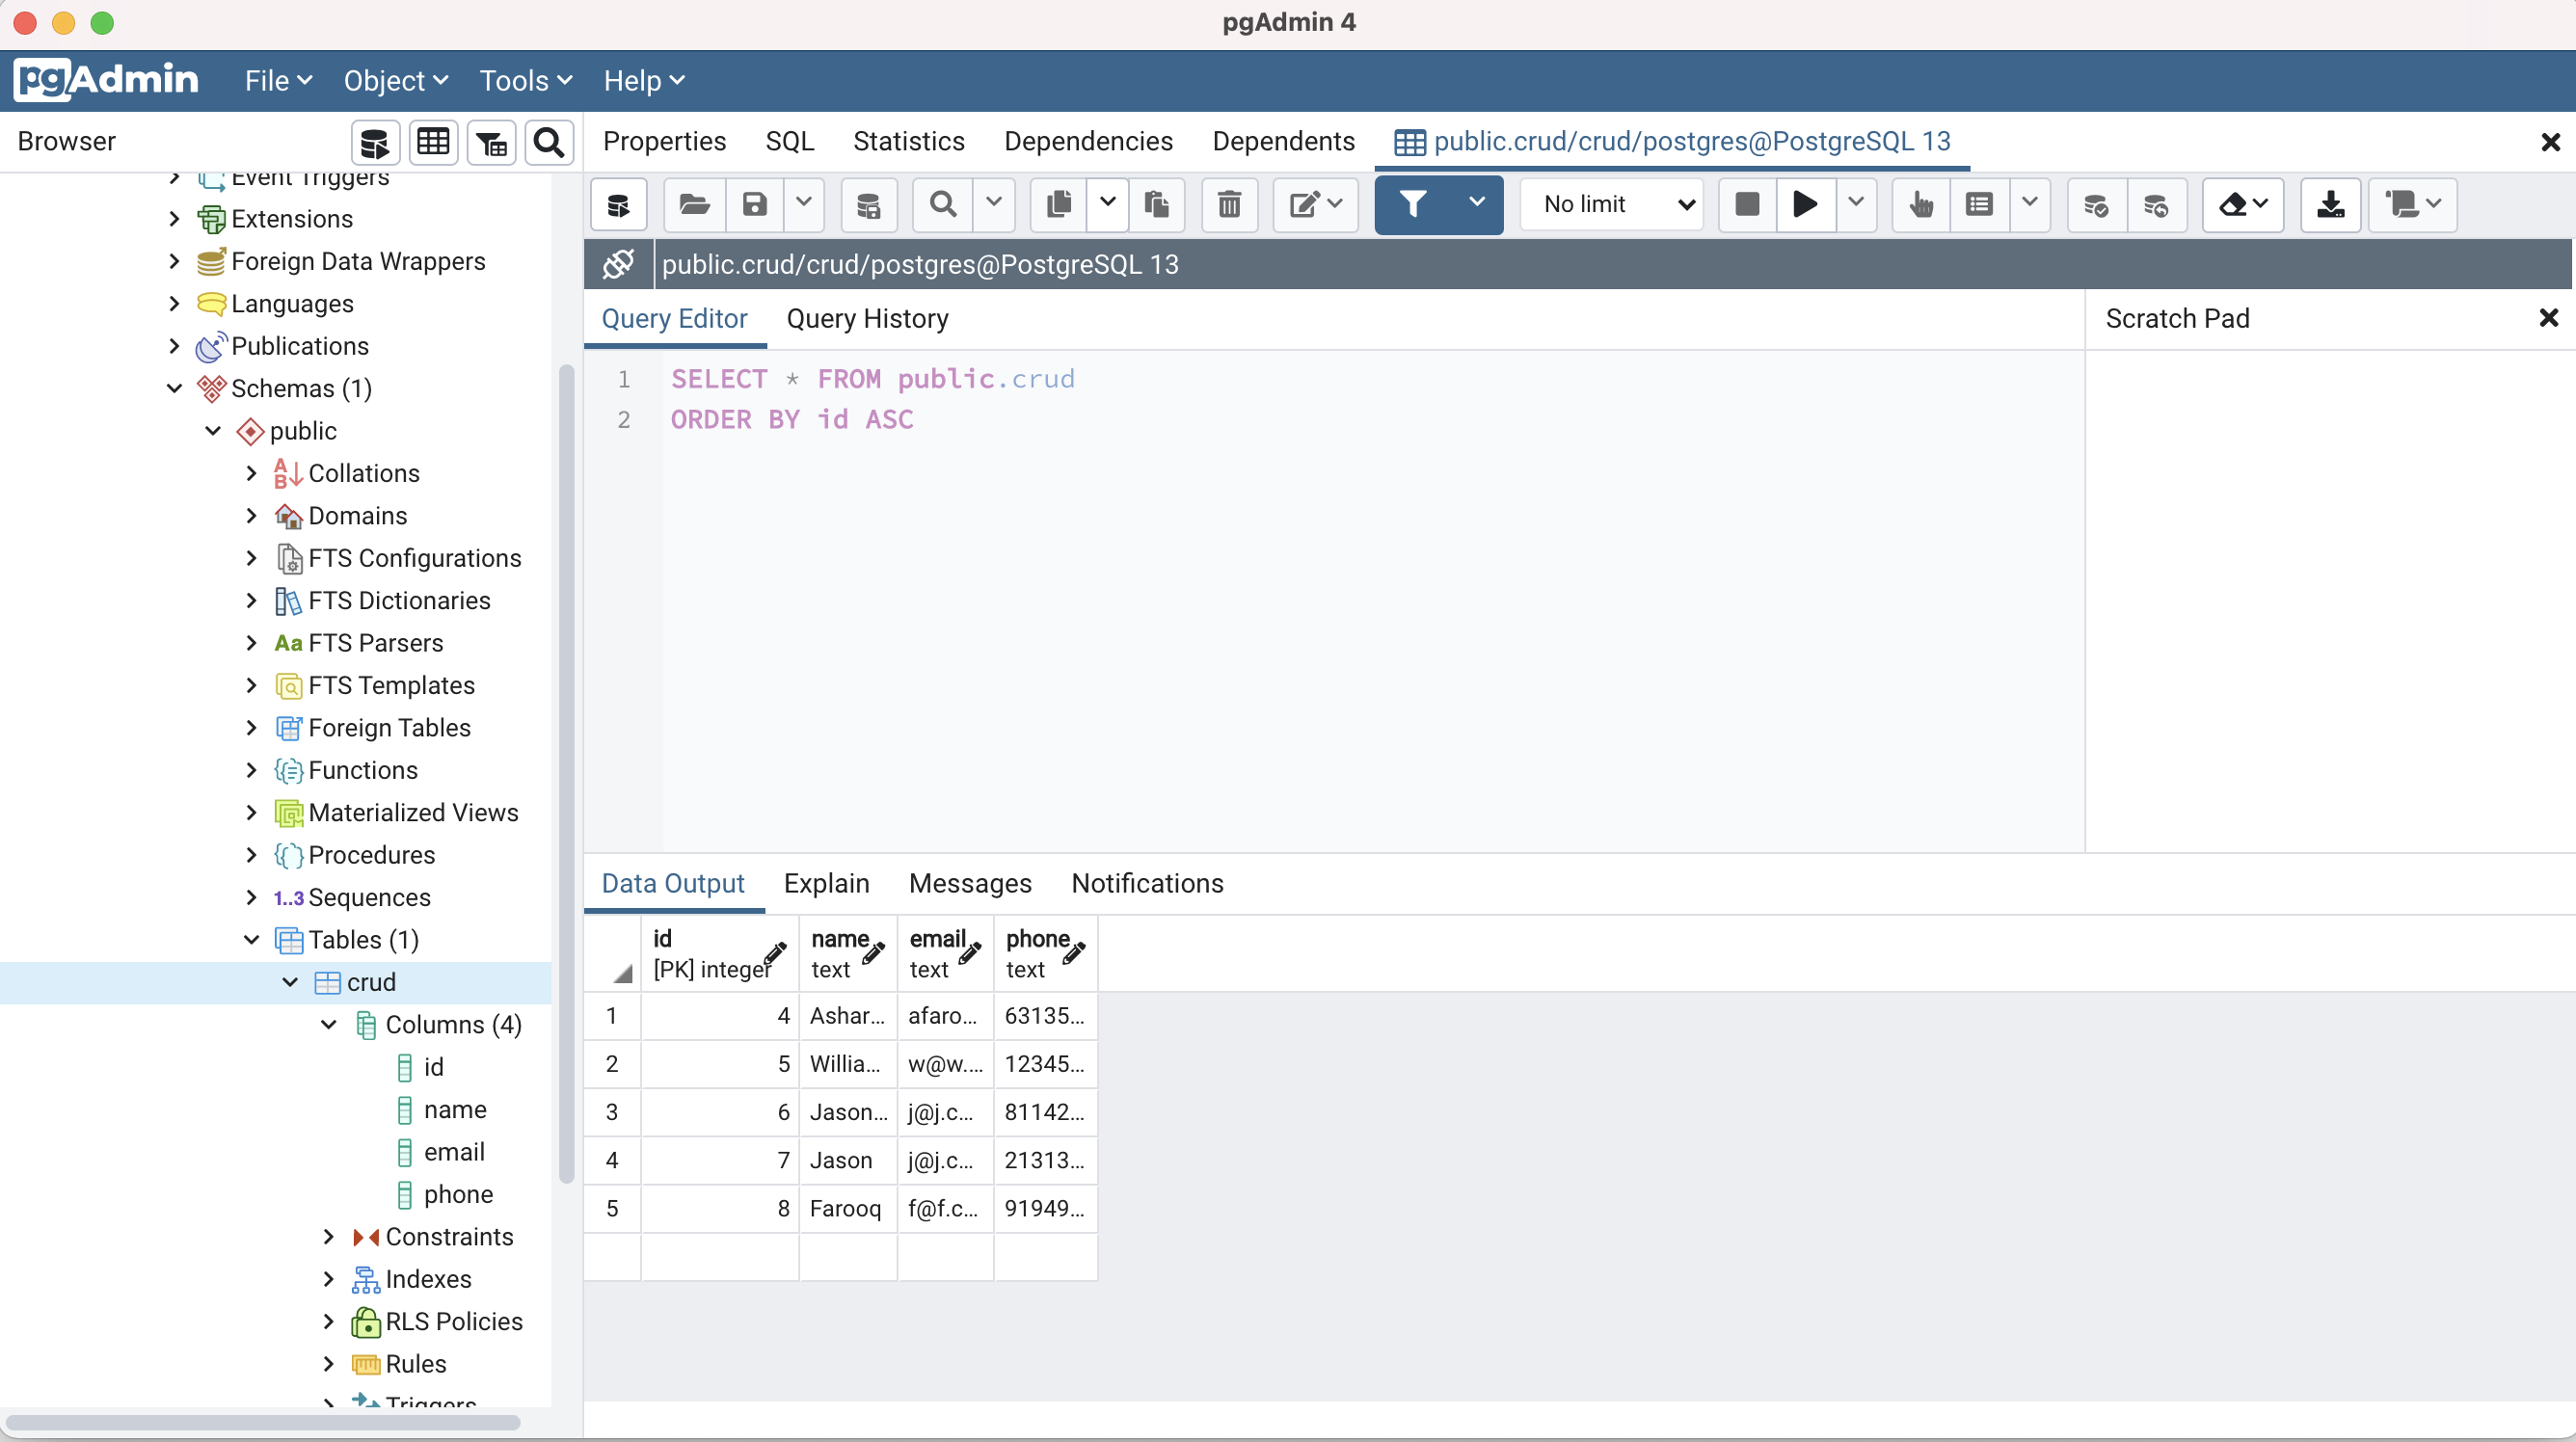 pgAdmin 4
pgAdmin File Object Tools Help
Browser
Properties SQL Statistics Dependencies Dependents public.crud/crud/postgres@PostgreSQL 13
No limit
public.crud/crud/postgres@PostgreSQL 13
Event Triggers
Extensions
Foreign Data Wrappers
Languages
Publications
Schemas (1)
public
Collations
Domains
FTS Configurations
FTS Dictionaries
Aa FTS Parsers
FTS Templates
Foreign Tables
Functions
Materialized Views
Procedures
1..3 Sequences
Tables (1)
crud
Columns (4)
id
name
email
phone
Constraints
Indexes
RLS Policies
Rules
Triggers
Query Editor Query History
Scratch Pad
1 SELECT * FROM public.crud
2 ORDER BY id ASC
Data Output Explain Messages Notifications
id name email phone
[PK] integer text text text
1 4 Ashar... afaro... 63135...
2 5 Willia... w@w.... 12345...
3 6 Jason... j@j.c... 81142...
4 7 Jason j@j.c... 21313...
5 8 Farooq f@f.c... 91949...